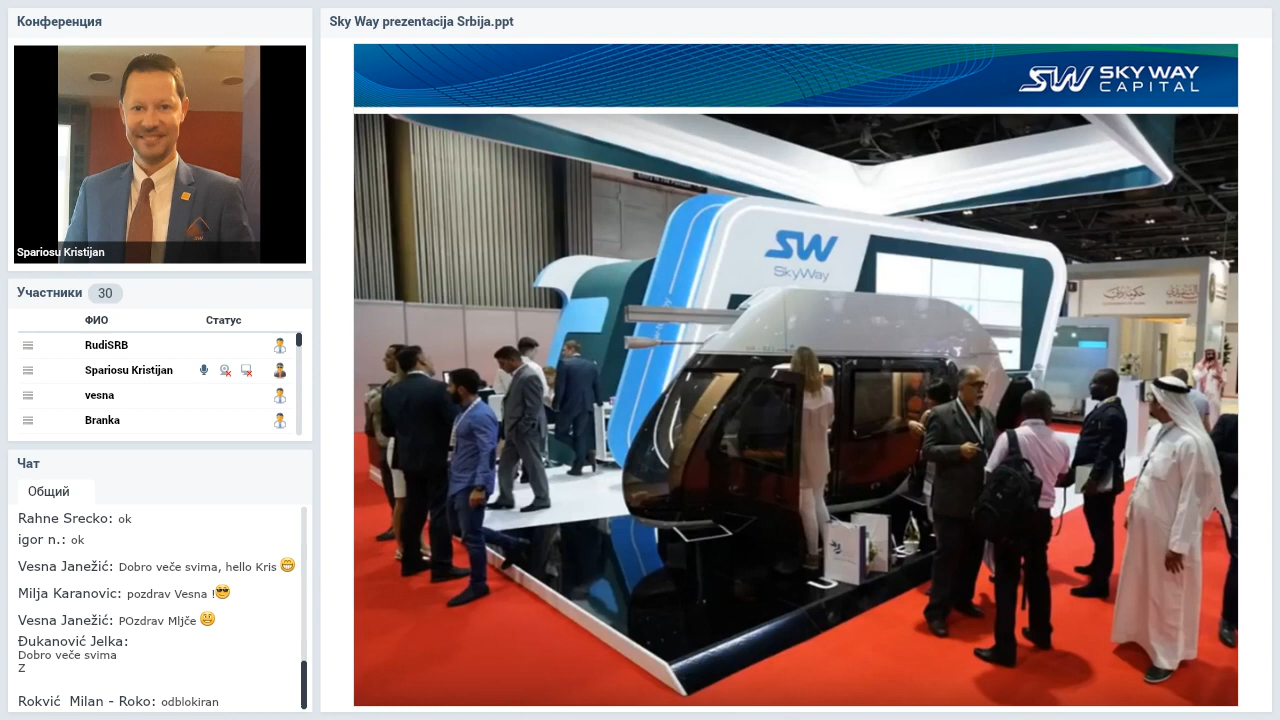 Конференция
Spariosu Kristijan
Участники 30
ФИО Статус
RudiSRB
Spariosu Kristijan
vesna
Branka
Чат
Общий
Rahne Srecko: ok
igor n.: ok
Vesna Janežić: Dobro veče svima, hello Kris
Milja Karanovic: pozdrav Vesna !
Vesna Janežić: POzdrav Mljče
Đukanović Jelka:
Dobro veče svima
Z
Rokvić Milan - Roko: odblokiran
Sky Way prezentacija Srbija.ppt
SW SKY WAY
CAPITAL
SW
SkyWay